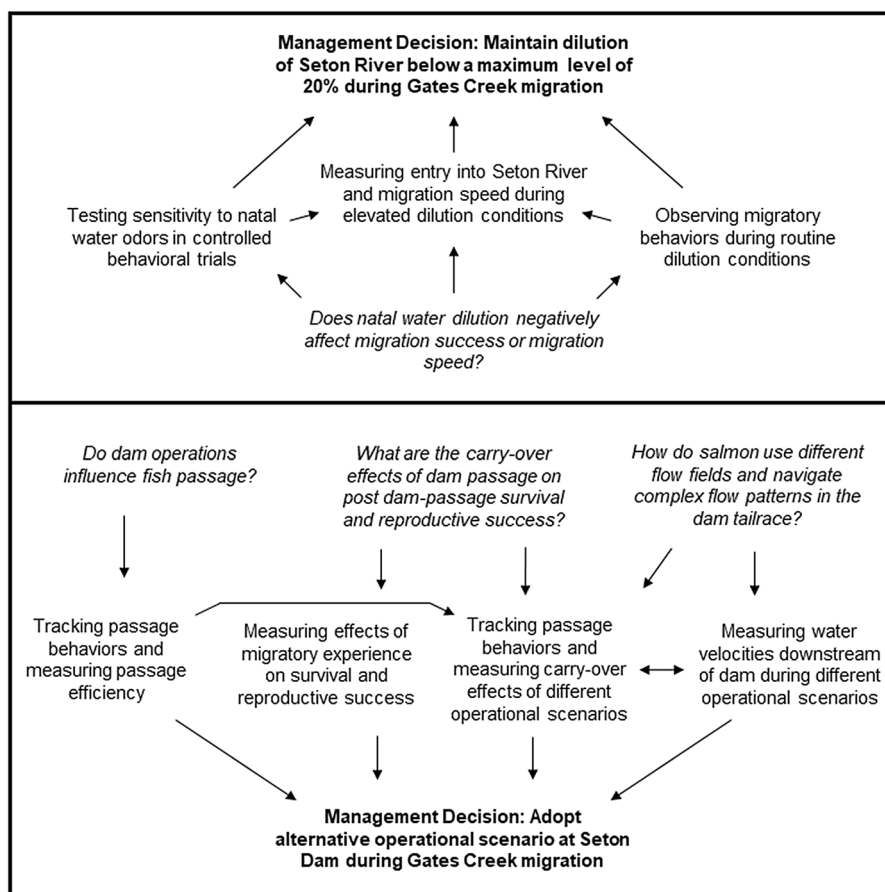 Management Decision: Maintain dilution
of Seton River below a maximum level of
20% during Gates Creek migration
Testing sensitivity to natal
water odors in controlled
behavioral trials
Measuring entry into Seton River
and migration speed during
elevated dilution conditions
Observing migratory
behaviors during routine
dilution conditions
Does natal water dilution negatively
affect migration success or migration
speed?
Do dam operations
influence fish passage?
What are the carry-over
effects of dam passage on
post dam-passage survival
and reproductive success?
How do salmon use different
flow fields and navigate
complex flow patterns in the
dam tailrace?
Tracking passage
behaviors and
measuring passage
efficiency
Measuring effects of
migratory experience
on survival and
reproductive success
Tracking passage
behaviors and
measuring carry-over
effects of different
operational scenarios
Measuring water
velocities downstream
of dam during different
operational scenarios
Management Decision: Adopt
alternative operational scenario at Seton
Dam during Gates Creek migration